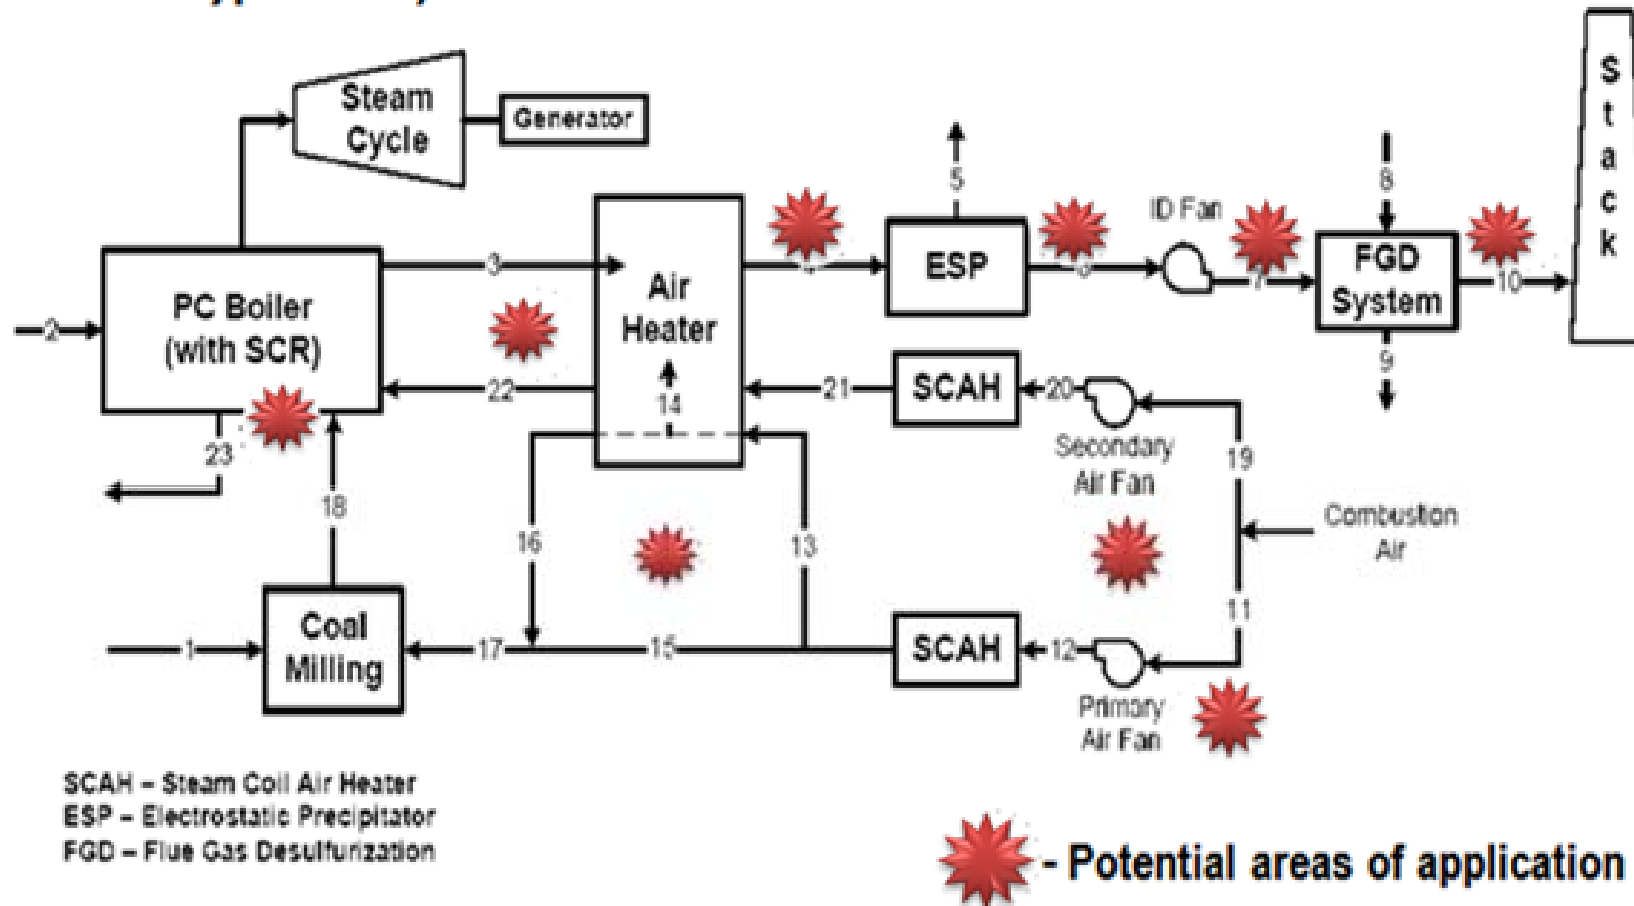 Steam
Cycle
Generator
S
t
a
c
k
5
8
ID Fan
PC Boiler
(with SCR)
2
3
Air
Heater
ESP
7
FGD
System
10
9
22
14
21
SCAH
20
Secondary
Air Fan
19
Combustion
Air
23
18
16
13
11
1
Coal
Milling
17
15
SCAH
12
Primary
Air Fan
SCAH – Steam Coil Air Heater
ESP – Electrostatic Precipitator
FGD – Flue Gas Desulfurization
- Potential areas of application